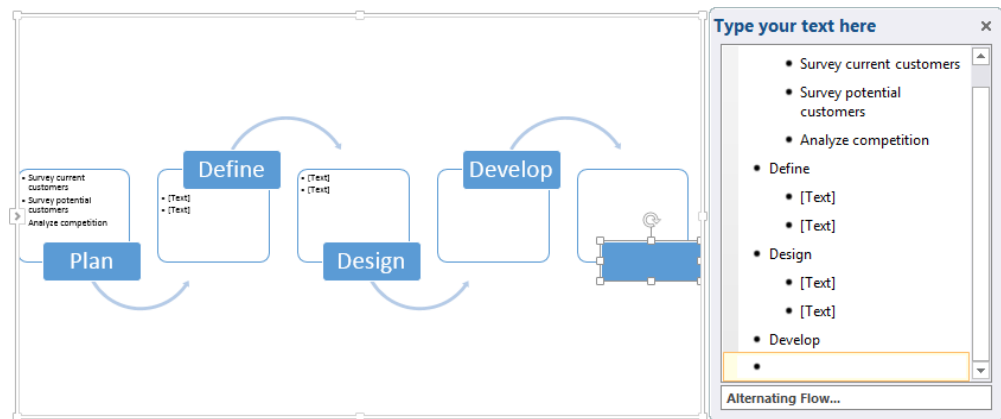 Type your text here
• Survey current customers
• Survey potential
customers
• Analyze competition
• Define
• [Text]
• [Text]
• Design
• [Text]
• [Text]
• Develop
•
Alternating Flow...
• Survey current
customers
• Survey potential
customers
Analyze competition
Plan
Define
• [Text]
• [Text]
• [Text]
• [Text]
Design
Develop